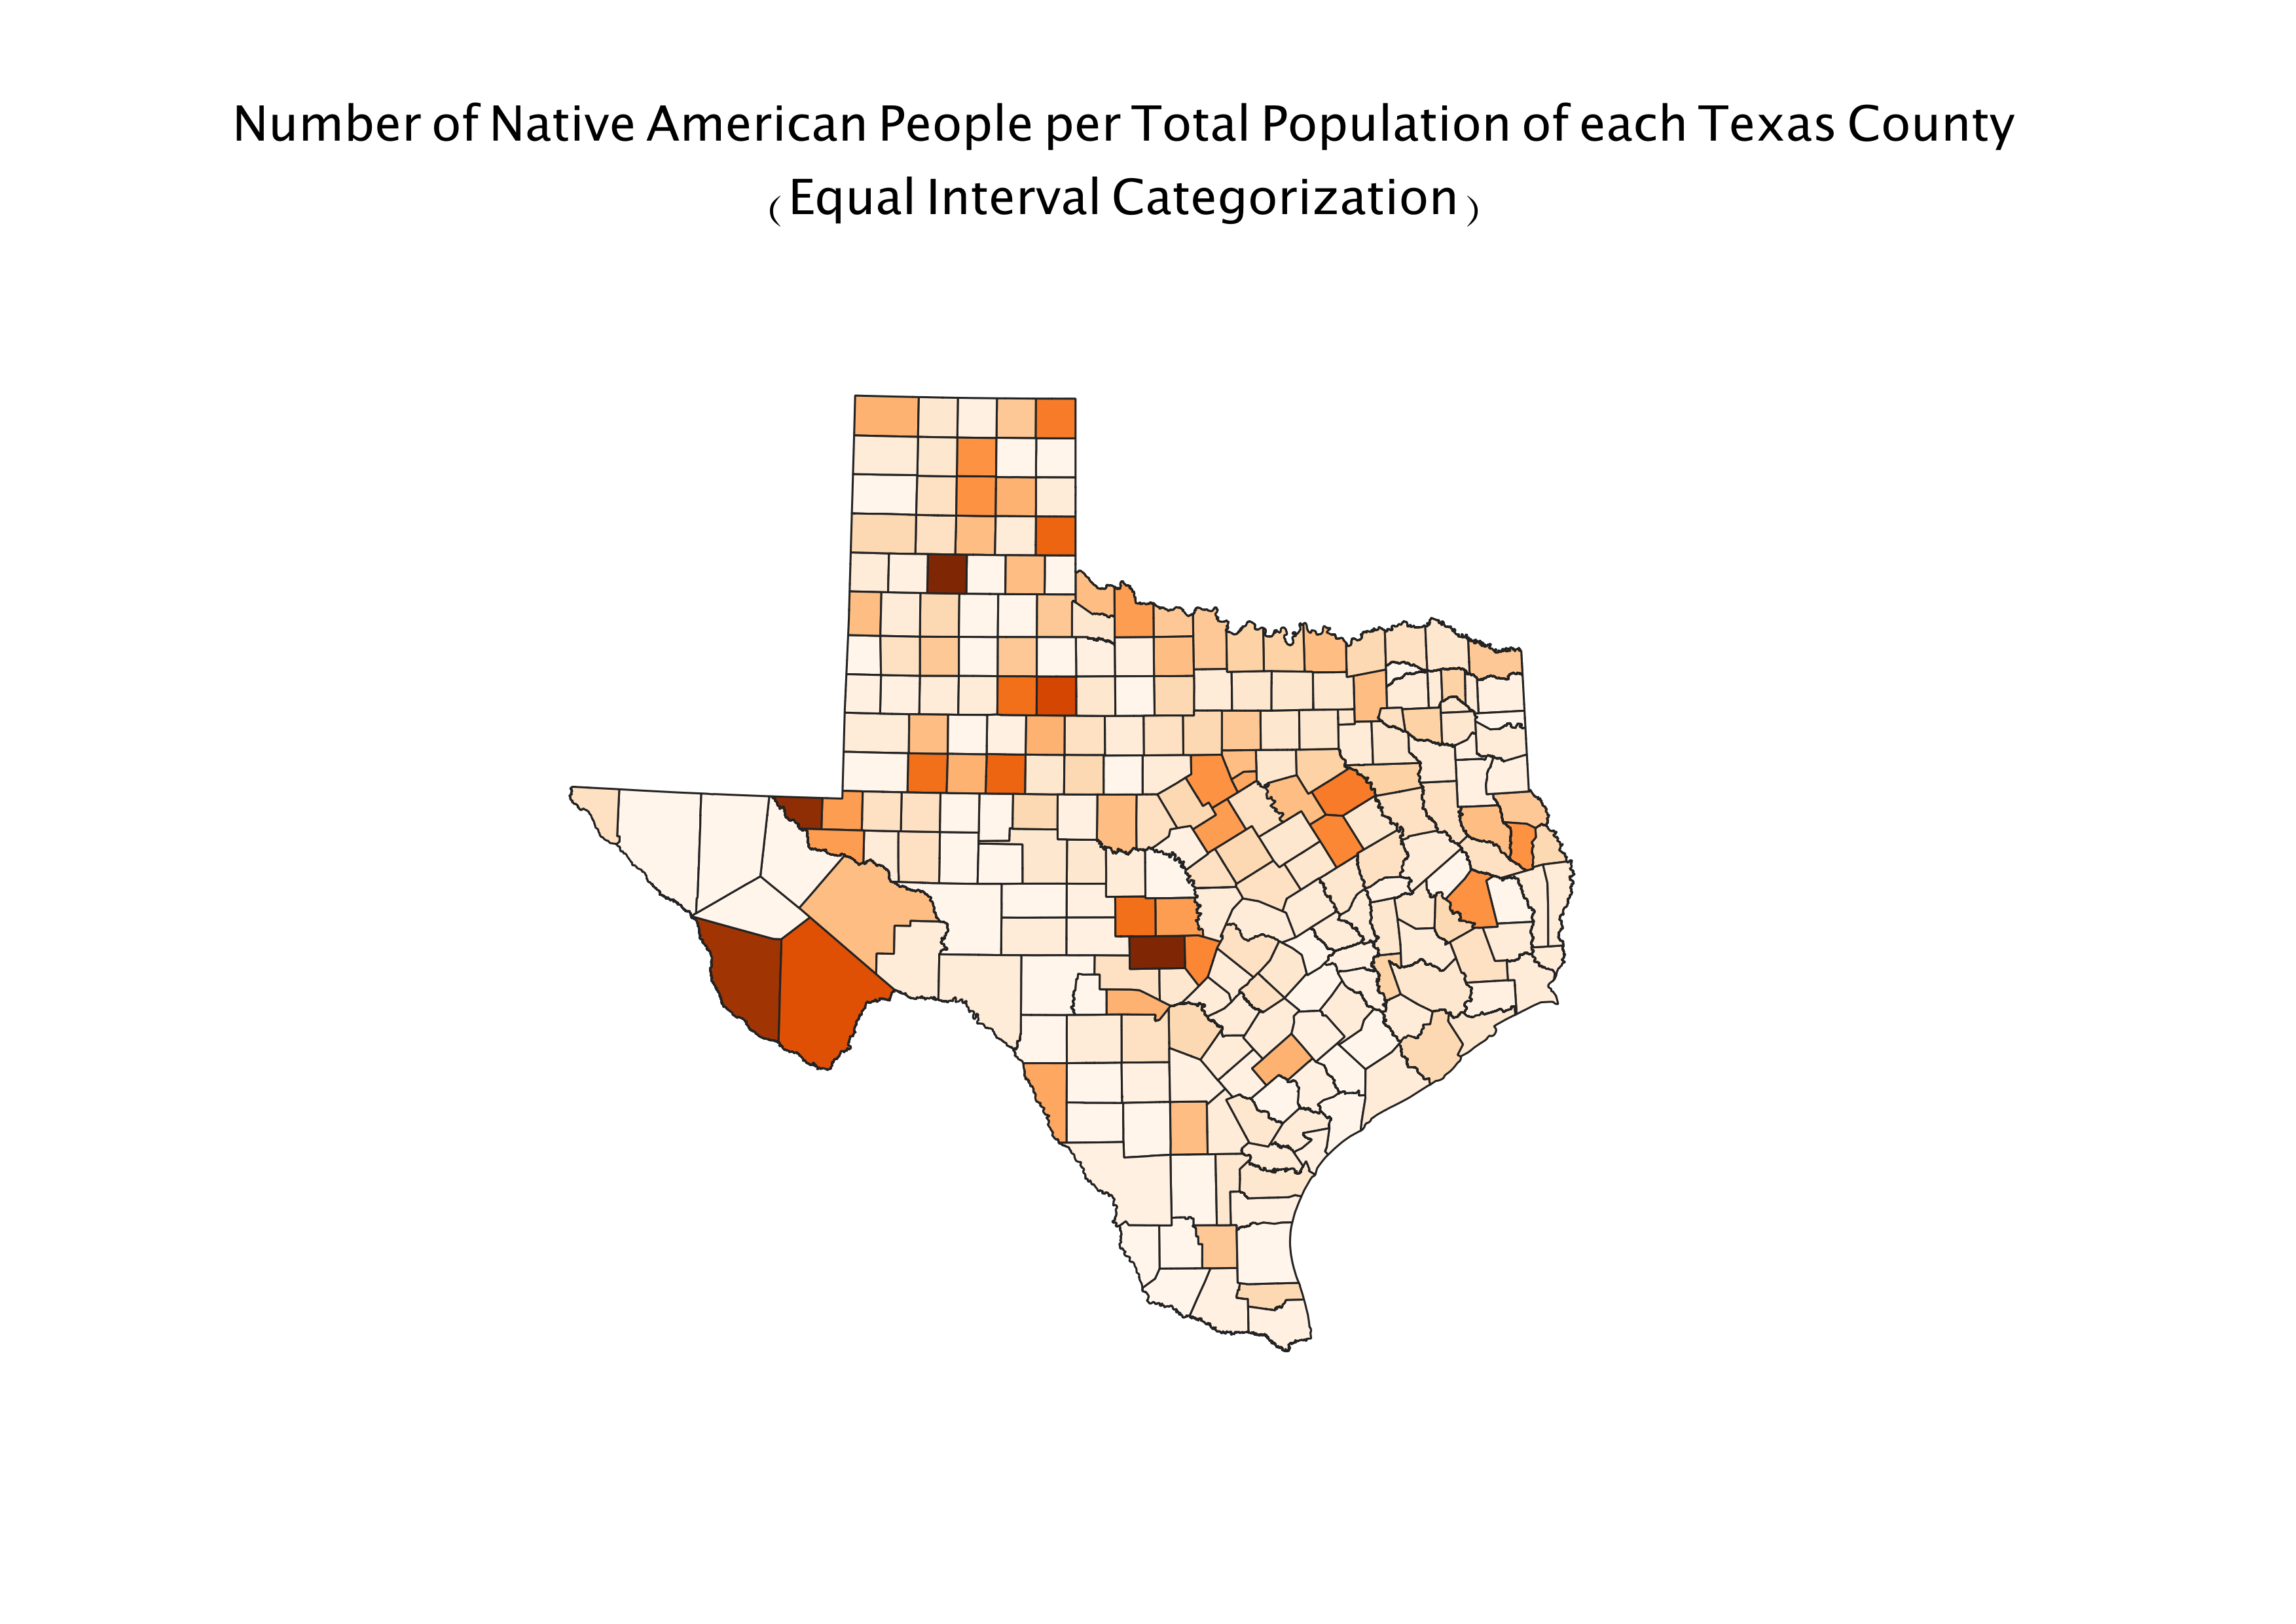 Number of Native American People per Total Population of each Texas County
(Equal Interval Categorization)